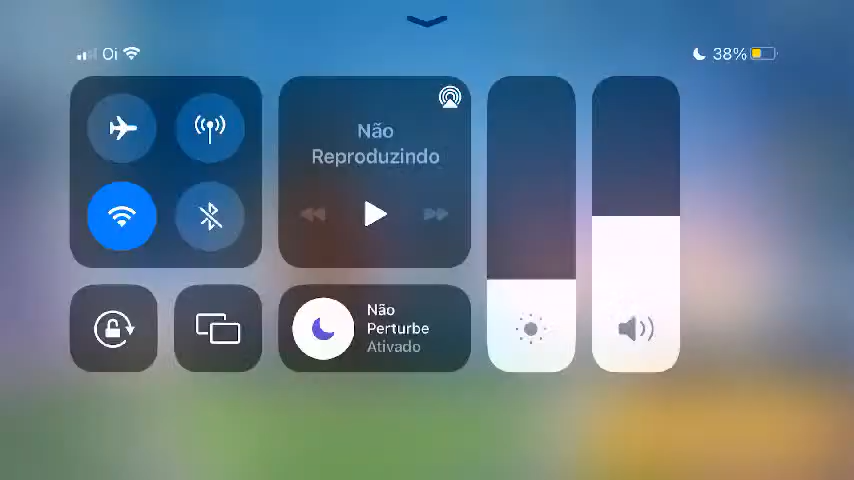 Oi
38%
Não
Reproduzindo
Não
Perturbe
Ativado